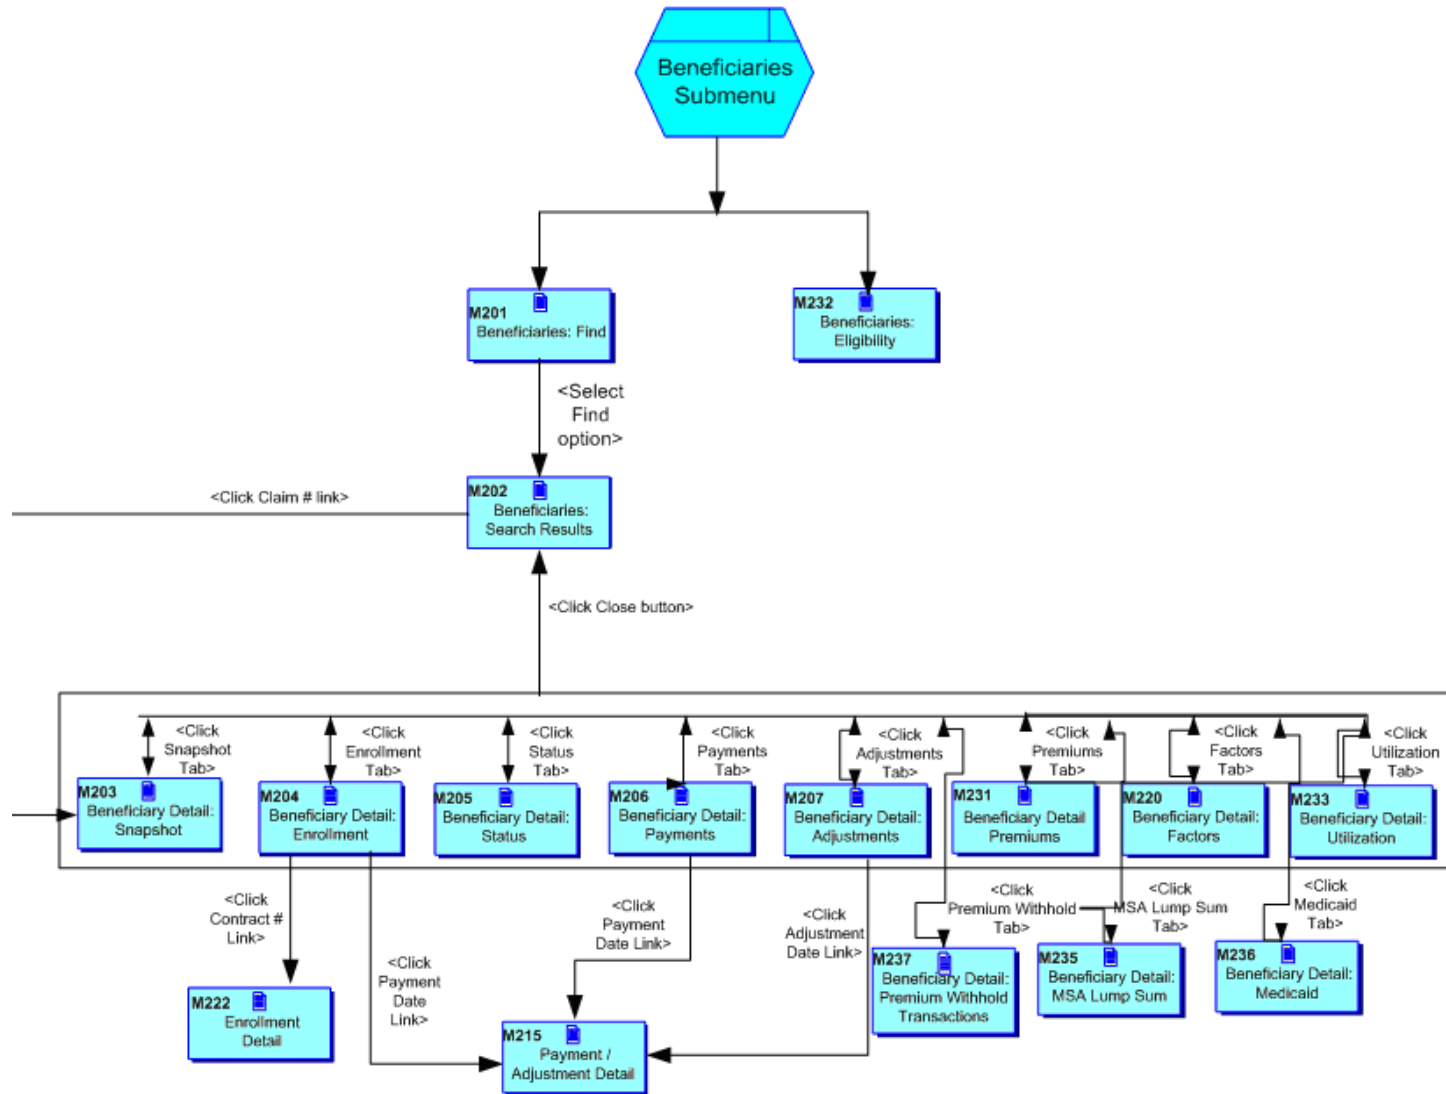 Beneficiaries
Submenu
M201
Beneficiaries: Find
M232
Beneficiaries:
Eligibility
<Select
Find
option>
<Click Claim # link>
M202
Beneficiaries:
Search Results
<Click Close button>
<Click
Snapshot
Tab>
<Click
Enrollment
Tab>
<Click
Status
Tab>
<Click
Payments
Tab>
<Click
Adjustments
Tab>
<Click
Premiums
Tab>
<Click
Factors
Tab>
<Click
Utilization
Tab>
M203
Beneficiary Detail:
Snapshot
M204
Beneficiary Detail:
Enrollment
M205
Beneficiary Detail:
Status
M206
Beneficiary Detail:
Payments
M207
Beneficiary Detail:
Adjustments
M231
Beneficiary Detail
Premiums
M220
Beneficiary Detail:
Factors
M233
Beneficiary Detail:
Utilization
<Click
Contract #
Link>
<Click
Payment
Date
Link>
<Click
Payment
Date Link>
<Click
Adjustment
Date Link>
<Click
Premium Withhold
Tab>
<Click
MSA Lump Sum
Tab>
<Click
Medicaid
Tab>
M237
Beneficiary Detail:
Premium Withhold
Transactions
M235
Beneficiary Detail:
MSA Lump Sum
M236
Beneficiary Detail:
Medicaid
M222
Enrollment
Detail
M215
Payment /
Adjustment Detail